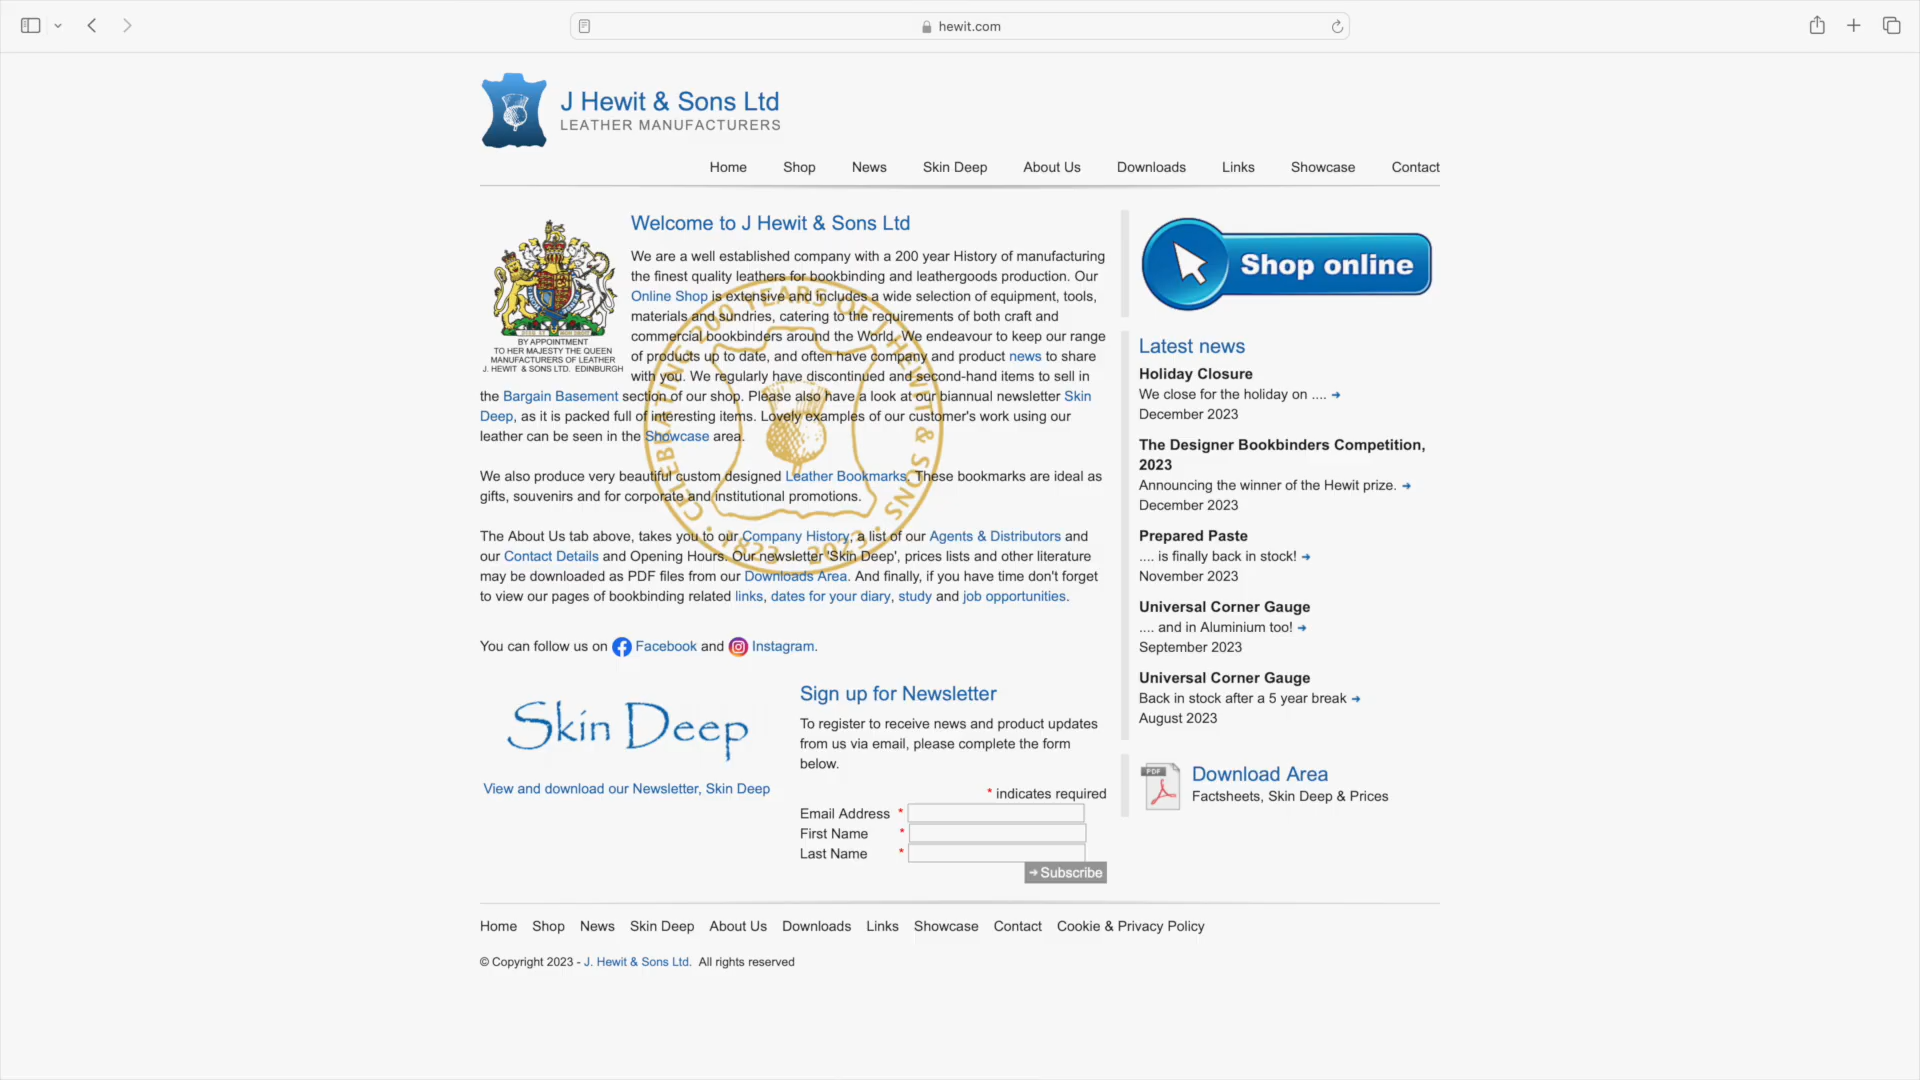 hewit.com
J Hewit & Sons Ltd
LEATHER MANUFACTURERS
Home Shop News Skin Deep About Us Downloads Links Showcase Contact
BY APPOINTMENT
TO HER MAJESTY THE QUEEN
MANUFACTURERS OF LEATHER
J. HEWIT & SONS LTD. EDINBURGH
Welcome to J Hewit & Sons Ltd
We are a well established company with a 200 year History of manufacturing
the finest quality leathers for bookbinding and leathergoods production. Our
Online Shop is extensive and includes a wide selection of equipment, tools,
materials and sundries, catering to the requirements of both craft and
commercial bookbinders around the World. We endeavour to keep our range
of products up to date, and often have company and product news to share
with you. We regularly have discontinued and second-hand items to sell in
the Bargain Basement section of our shop. Please also have a look at our biannual newsletter Skin
Deep, as it is packed full of interesting items. Lovely examples of our customer's work using our
leather can be seen in the Showcase area.
We also produce very beautiful custom designed Leather Bookmarks. These bookmarks are ideal as
gifts, souvenirs and for corporate and institutional promotions.
The About Us tab above, takes you to our Company History, a list of our Agents & Distributors and
our Contact Details and Opening Hours. Our newsletter 'Skin Deep', prices lists and other literature
may be downloaded as PDF files from our Downloads Area. And finally, if you have time don't forget
to view our pages of bookbinding related links, dates for your diary, study and job opportunities.
CELEBRATING 200 YEARS OF J HEWIT & SONS
• 1823 - 2023 •
You can follow us on Facebook and Instagram.
Skin Deep
View and download our Newsletter, Skin Deep
Sign up for Newsletter
To register to receive news and product updates
from us via email, please complete the form
below.
* indicates required
Email Address *
First Name *
Last Name *
Subscribe
Shop online
Latest news
Holiday Closure
We close for the holiday on ....
December 2023
The Designer Bookbinders Competition,
2023
Announcing the winner of the Hewit prize.
December 2023
Prepared Paste
.... is finally back in stock!
November 2023
Universal Corner Gauge
.... and in Aluminium too!
September 2023
Universal Corner Gauge
Back in stock after a 5 year break
August 2023
PDF
Download Area
Factsheets, Skin Deep & Prices
Home Shop News Skin Deep About Us Downloads Links Showcase Contact Cookie & Privacy Policy
© Copyright 2023 - J. Hewit & Sons Ltd. All rights reserved